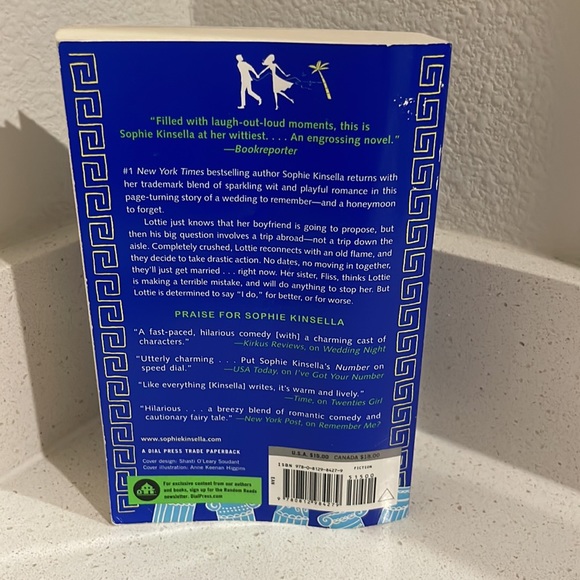 "Filled with laugh-out-loud moments, this is
Sophie Kinsella at her wittiest. . . . An engrossing novel."
—Bookreporter
#1 New York Times bestselling author Sophie Kinsella returns with
her trademark blend of sparkling wit and playful romance in this
page-turning story of a wedding to remember—and a honeymoon
to forget.
Lottie just knows that her boyfriend is going to propose, but
then his big question involves a trip abroad—not a trip down the
aisle. Completely crushed, Lottie reconnects with an old flame, and
they decide to take drastic action. No dates, no moving in together,
they'll just get married . . . right now. Her sister, Fliss, thinks Lottie
is making a terrible mistake, and will do anything to stop her. But
Lottie is determined to say "I do," for better, or for worse.
PRAISE FOR SOPHIE KINSELLA
"A fast-paced, hilarious comedy [with] a charming cast of
characters." —Kirkus Reviews, on Wedding Night
"Utterly charming . . . Put Sophie Kinsella's Number on
speed dial." —USA Today, on I've Got Your Number
"Like everything [Kinsella] writes, it's warm and lively."
—Time, on Twenties Girl
"Hilarious . . . a breezy blend of romantic comedy and
cautionary fairy tale." —New York Post, on Remember Me?
www.sophiekinsella.com
A DIAL PRESS TRADE PAPERBACK
Cover design: Shasti O'Leary Soudant
Cover illustration: Anne Keenan Higgins
For exclusive content from our authors
and books, sign up for the Random Reads
newsletter. DialPress.com
U.S.A. $15.00 CANADA $18.00
ISBN 978-0-8129-8427-9 FICTION
51500